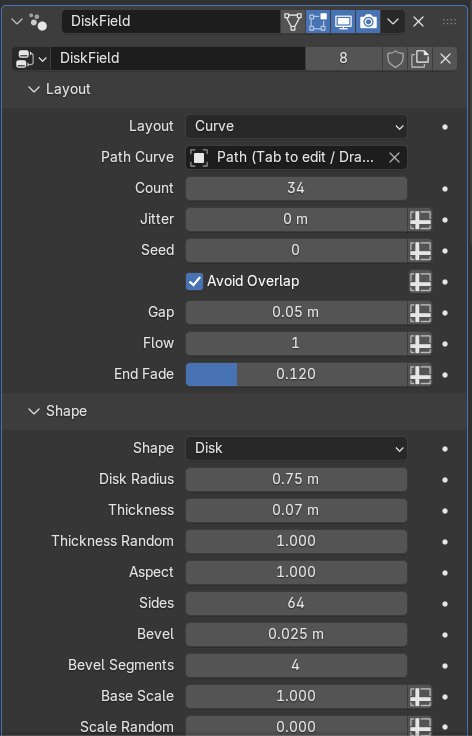 DiskField
DiskField 8
Layout
Layout Curve
Path Curve Path (Tab to edit / Dra...
Count 34
Jitter 0 m
Seed 0
Avoid Overlap
Gap 0.05 m
Flow 1
End Fade 0.120
Shape
Shape Disk
Disk Radius 0.75 m
Thickness 0.07 m
Thickness Random 1.000
Aspect 1.000
Sides 64
Bevel 0.025 m
Bevel Segments 4
Base Scale 1.000
Scale Random 0.000